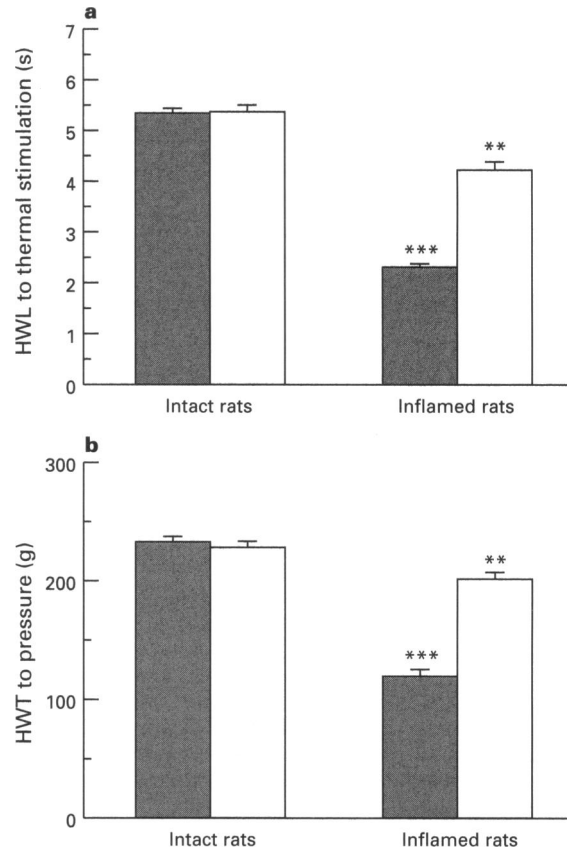 a
HWL to thermal stimulation (s)
7
6
5
4
3
2
1
0
**
***
Intact rats Inflamed rats
b
HWT to pressure (g)
300
200
100
0
**
***
Intact rats Inflamed rats